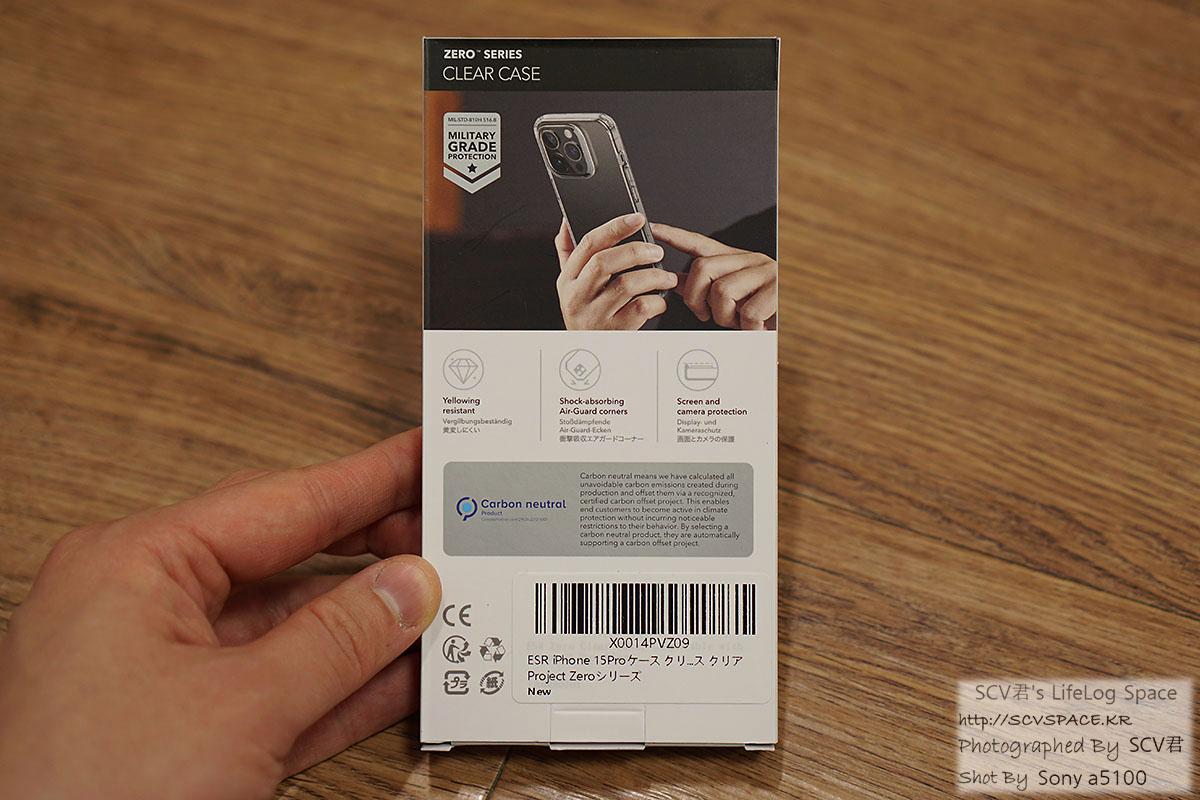 ZERO™ SERIES
CLEAR CASE
MIL-STD-810H 516.8
MILITARY
GRADE
PROTECTION
Yellowing
resistant
Vergilbungsbeständig
黄変しにくい
Shock-absorbing
Air-Guard corners
Stoßdämpfende
Air-Guard-Ecken
衝撃吸収エアガードコーナー
Screen and
camera protection
Display- und
Kameraschutz
画面とカメラの保護
Carbon neutral
Product
Carbon neutral means we have calculated all
unavoidable carbon emissions created during
production and offset them via a recognized,
certified carbon offset project. This enables
end customers to become active in climate
protection without incurring noticeable
restrictions to their behavior. By selecting a
carbon neutral product, they are automatically
supporting a carbon offset project.
CE
プラ
紙
X0014PVZ09
ESR iPhone 15Proケース クリ...ス クリア
Project Zeroシリーズ
New
SCV君's LifeLog Space
http://SCVSPACE.KR
Photographed By SCV君
Shot By Sony a5100